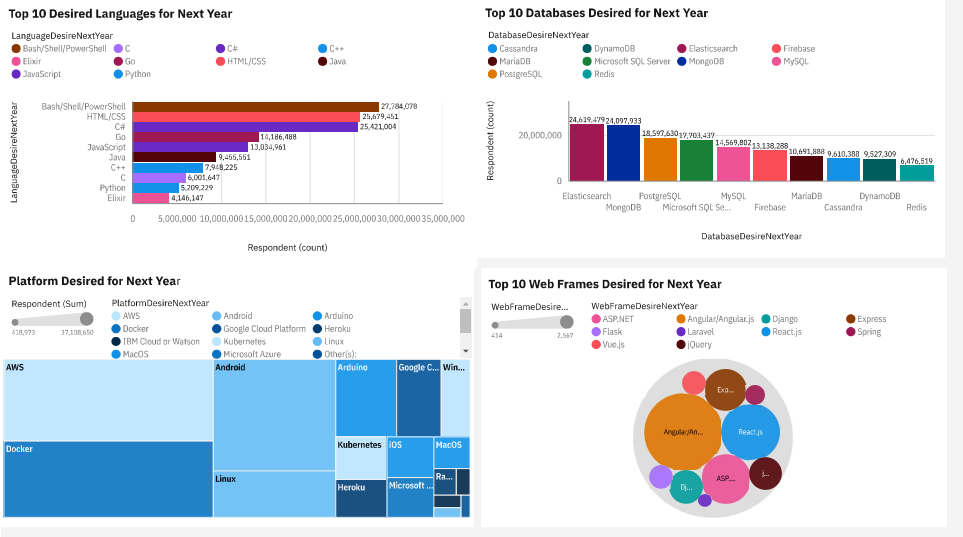 Top 10 Desired Languages for Next Year
LanguageDesireNextYear
Bash/Shell/PowerShell C C# C++
Elixir Go HTML/CSS Java
JavaScript Python
LanguageDesireNextYear
Bash/Shell/PowerShell 27,784,078
HTML/CSS 25,679,451
C# 25,421,004
Go 14,186,488
JavaScript 13,034,961
Java 9,455,551
C++ 7,948,225
C 6,001,647
Python 5,209,229
Elixir 4,146,147
0 5,000,000 10,000,000 15,000,000 20,000,000 25,000,000 30,000,000 35,000,000
Respondent (count)
Top 10 Databases Desired for Next Year
DatabaseDesireNextYear
Cassandra DynamoDB Elasticsearch Firebase
MariaDB Microsoft SQL Server MongoDB MySQL
PostgreSQL Redis
Respondent (count)
20,000,000
0
24,619,479 24,097,933 18,597,630 17,703,437 14,569,802 13,138,288 10,691,888 9,610,388 9,527,309 6,476,519
Elasticsearch PostgreSQL MySQL MariaDB DynamoDB
MongoDB Microsoft SQL Se... Firebase Cassandra Redis
DatabaseDesireNextYear
Platform Desired for Next Year
Respondent (Sum)
418,973 37,108,650
PlatformDesireNextYear
AWS Android Arduino
Docker Google Cloud Platform Heroku
IBM Cloud or Watson Kubernetes Linux
MacOS Microsoft Azure Other(s):
AWS Android Arduino Google C... Win...
Docker Kubernetes iOS MacOS
Linux Heroku Microsoft ... Ra...
Top 10 Web Frames Desired for Next Year
WebFrameDesire...
414 7,567
WebFrameDesireNextYear
ASP.NET Angular/Angular.js Django Express
Flask Laravel React.js Spring
Vue.js jQuery
Exp...
Angular/An... React.js
ASP... j...
Dj...